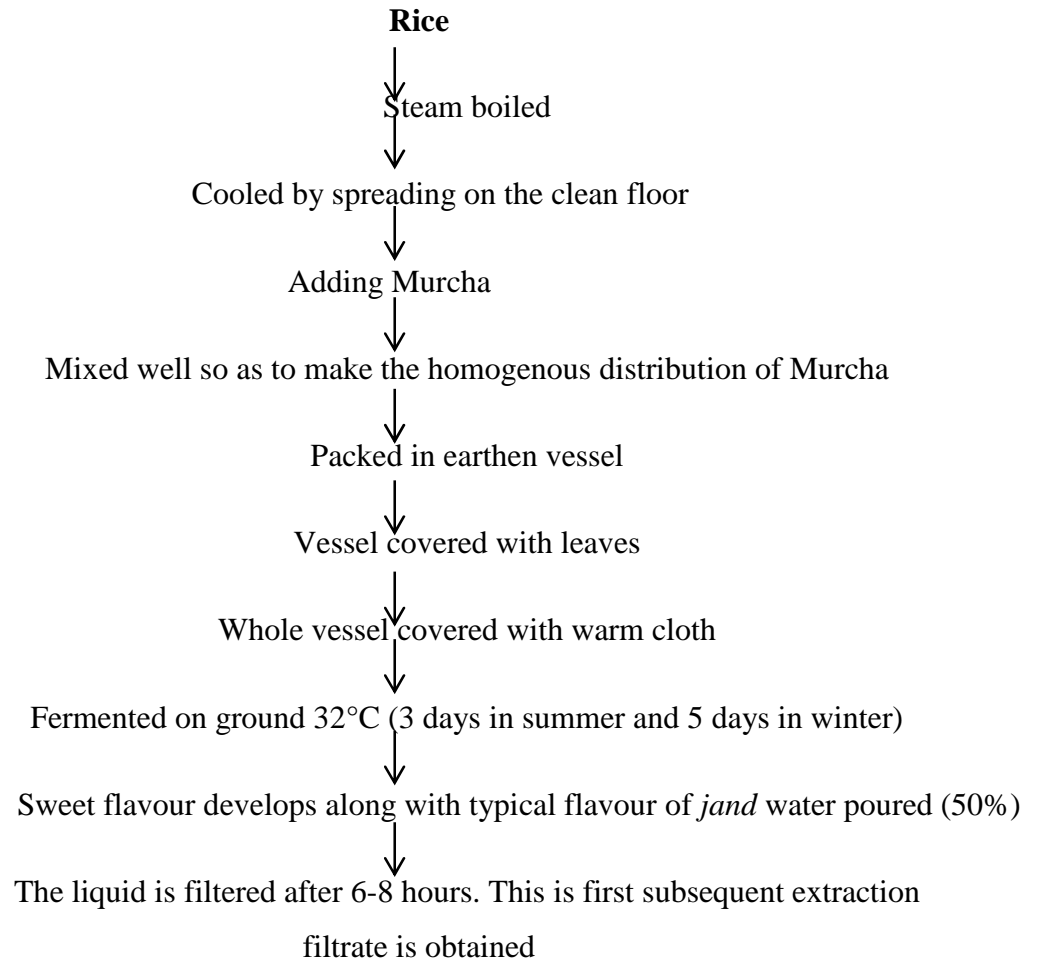 Rice
Steam boiled
Cooled by spreading on the clean floor
Adding Murcha
Mixed well so as to make the homogenous distribution of Murcha
Packed in earthen vessel
Vessel covered with leaves
Whole vessel covered with warm cloth
Fermented on ground 32°C (3 days in summer and 5 days in winter)
Sweet flavour develops along with typical flavour of jand water poured (50%)
The liquid is filtered after 6-8 hours. This is first subsequent extraction
filtrate is obtained